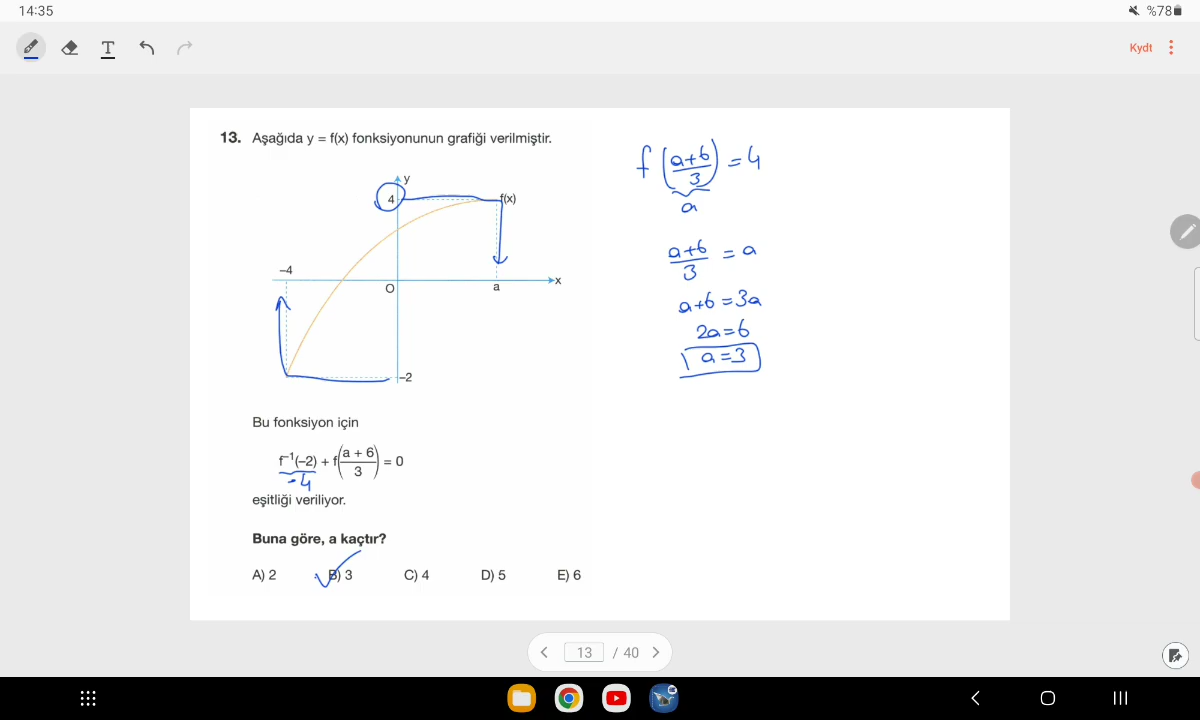 14:35
%78
T
Kydt
13. Aşağıda y = f(x) fonksiyonunun grafiği verilmiştir.
y
4
f(x)
-4
O
a
x
-2
Bu fonksiyon için
f⁻¹(-2) + f((a + 6)/3) = 0
-4
eşitliği veriliyor.
Buna göre, a kaçtır?
A) 2 B) 3 C) 4 D) 5 E) 6
f((a+6)/3) = 4
a
(a+6)/3 = a
a+6 = 3a
2a = 6
a = 3
13 / 40